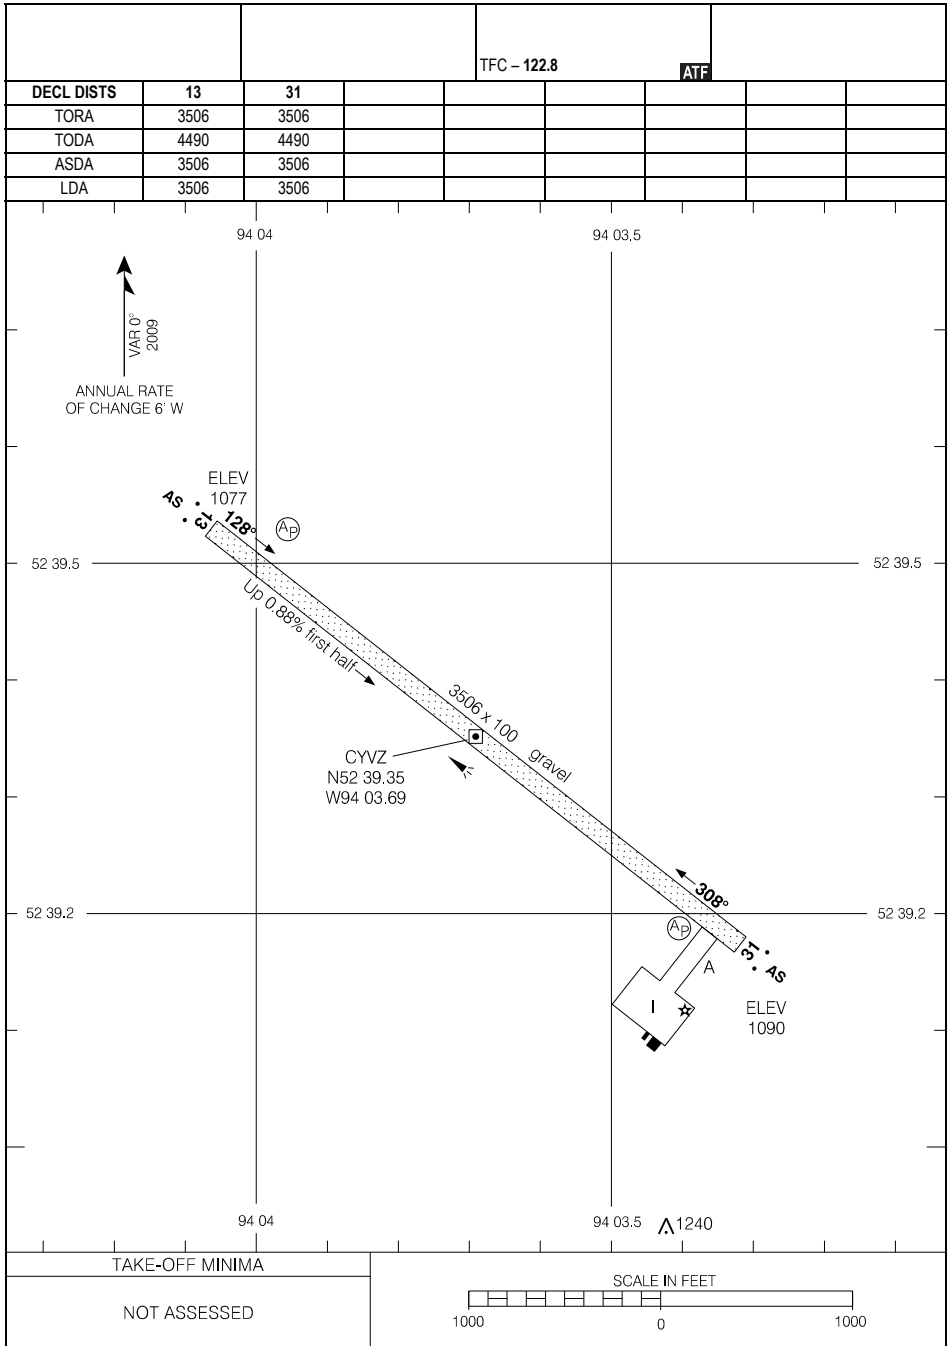 TFC – 122.8
ATF
DECL DISTS 13 31
TORA 3506 3506
TODA 4490 4490
ASDA 3506 3506
LDA 3506 3506
94 04 94 03.5
VAR 0°
2009
ANNUAL RATE
OF CHANGE 6' W
ELEV
1077
AS
13
128°
AP
52 39.5 52 39.5
Up 0.88% first half
3506 x 100 gravel
CYVZ
N52 39.35
W94 03.69
308°
52 39.2 52 39.2
AP
31
AS
A
I
ELEV
1090
94 04 94 03.5 1240
TAKE-OFF MINIMA
NOT ASSESSED
SCALE IN FEET
1000 0 1000